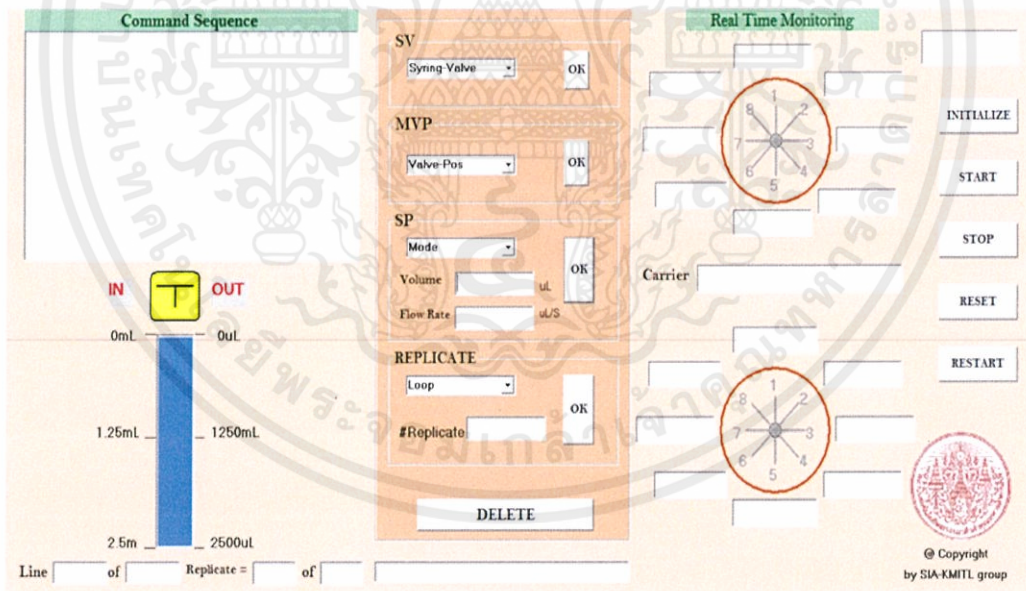 Command Sequence
IN
OUT
0mL
0uL
1.25mL
1250mL
2.5m
2500uL
Line
of
Replicate =
of
SV
Syring-Valve
OK
MVP
Valve-Pos
OK
SP
Mode
OK
Volume
uL
Flow Rate
uL/S
REPLICATE
Loop
OK
#Replicate
DELETE
Real Time Monitoring
1
2
3
4
5
6
7
8
Carrier
1
2
3
4
5
6
7
8
INITIALIZE
START
STOP
RESET
RESTART
@ Copyright
by SIA-KMITL group